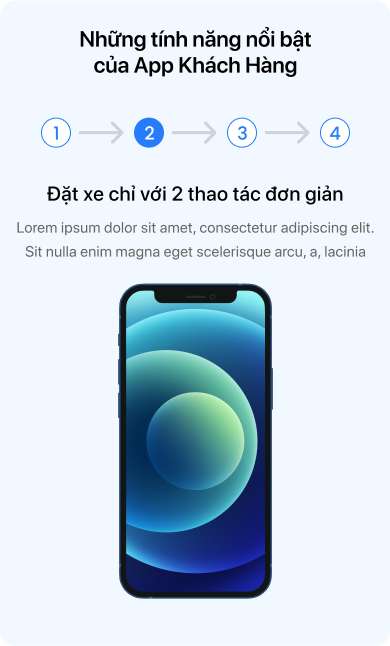 Những tính năng nổi bật
của App Khách Hàng
1 2 3 4
Đặt xe chỉ với 2 thao tác đơn giản
Lorem ipsum dolor sit amet, consectetur adipiscing elit.
Sit nulla enim magna eget scelerisque arcu, a, lacinia